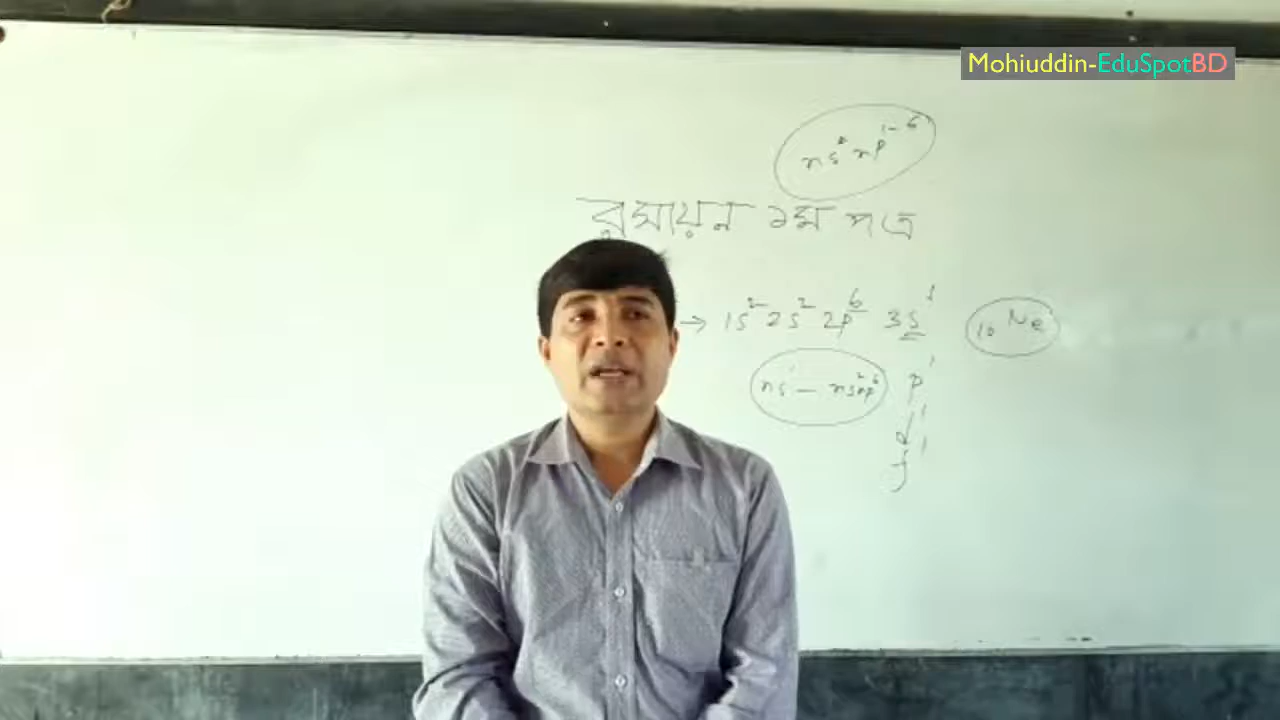 Mohiuddin-EduSpotBD
ns² np¹⁻⁶
রসায়ন ১ম পত্র
→ 1s² 2s² 2p⁶ 3s¹
₁₀Ne
ns¹ — ns²np⁶
p¹
d¹
f¹